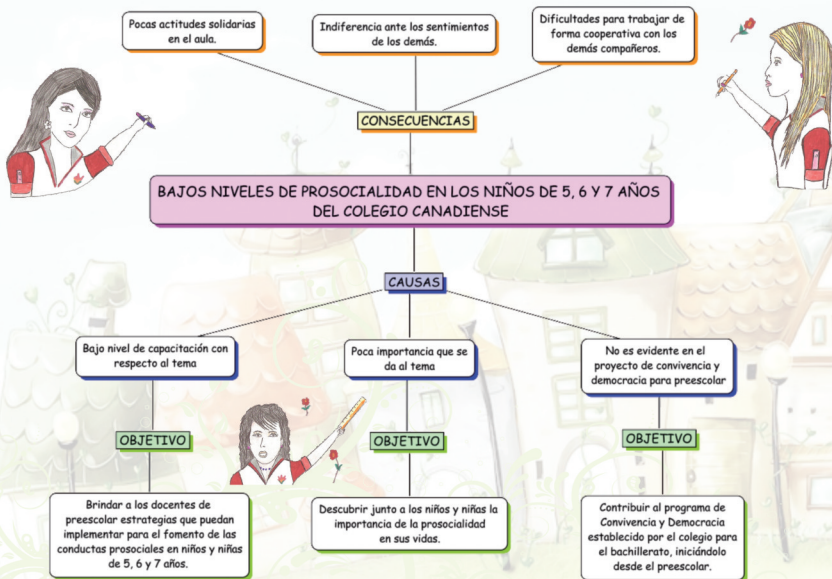 Pocas actitudes solidarias
en el aula.
Indiferencia ante los sentimientos
de los demás.
Dificultades para trabajar de
forma cooperativa con los
demás compañeros.
CONSECUENCIAS
BAJOS NIVELES DE PROSOCIALIDAD EN LOS NIÑOS DE 5, 6 Y 7 AÑOS
DEL COLEGIO CANADIENSE
CAUSAS
Bajo nivel de capacitación con
respecto al tema
Poca importancia que se
da al tema
No es evidente en el
proyecto de convivencia y
democracia para preescolar
OBJETIVO
OBJETIVO
OBJETIVO
Brindar a los docentes de
preescolar estrategias que puedan
implementar para el fomento de las
conductas prosociales en niños y niñas
de 5, 6 y 7 años.
Descubrir junto a los niños y niñas la
importancia de la prosocialidad
en sus vidas.
Contribuir al programa de
Convivencia y Democracia
establecido por el colegio para
el bachillerato, iniciándolo
desde el preescolar.